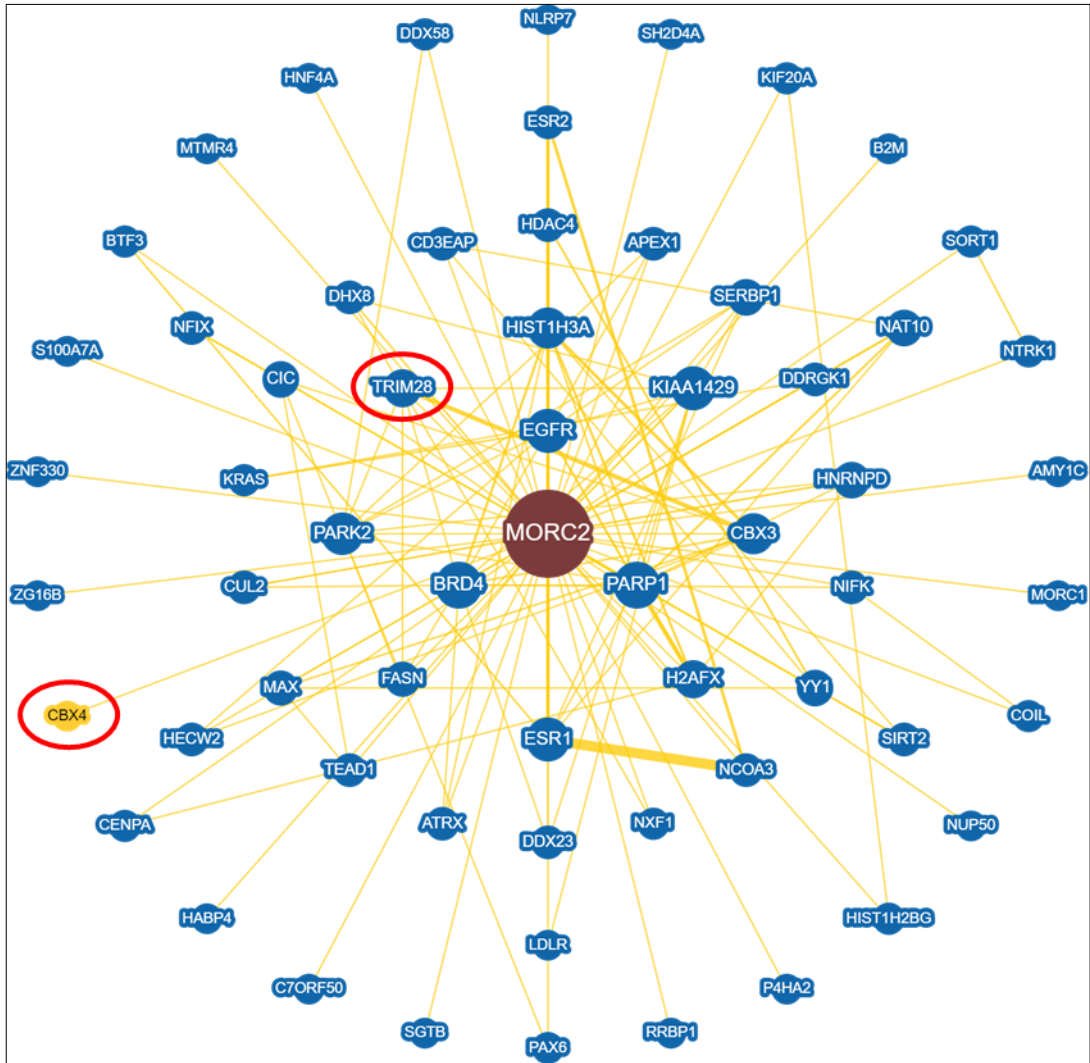 NLRP7
DDX58
SH2D4A
HNF4A
KIF20A
ESR2
MTMR4
B2M
HDAC4
BTF3
CD3EAP
APEX1
SORT1
DHX8
SERBP1
NFIX
HIST1H3A
NAT10
S100A7A
NTRK1
CIC
TRIM28
KIAA1429
DDRGK1
EGFR
ZNF330
KRAS
HNRNPD
AMY1C
PARK2
MORC2
CBX3
ZG16B
CUL2
BRD4
PARP1
NIFK
MORC1
MAX
FASN
H2AFX
YY1
CBX4
COIL
HECW2
ESR1
SIRT2
TEAD1
NCOA3
CENPA
ATRX
NXF1
NUP50
DDX23
HABP4
HIST1H2BG
LDLR
C7ORF50
P4HA2
SGTB
RRBP1
PAX6